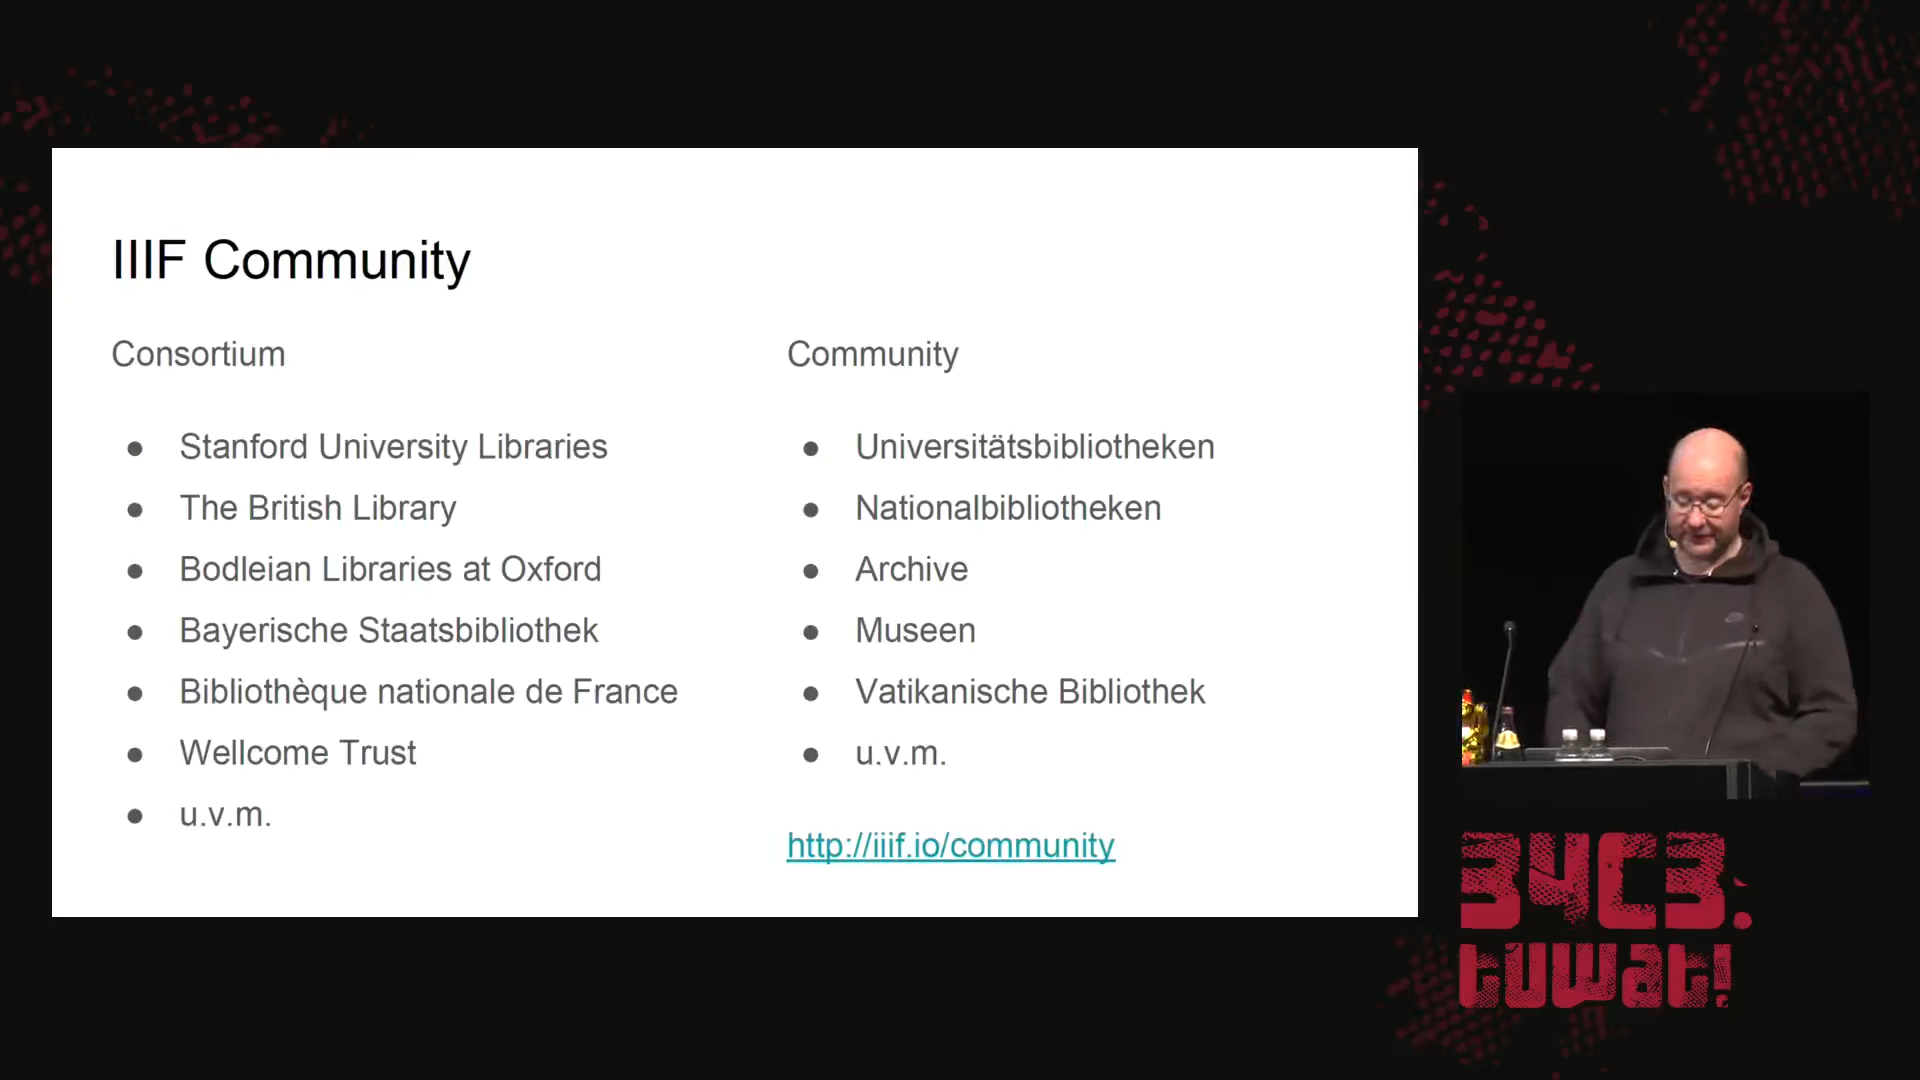 IIIF Community
Consortium
● Stanford University Libraries
● The British Library
● Bodleian Libraries at Oxford
● Bayerische Staatsbibliothek
● Bibliothèque nationale de France
● Wellcome Trust
● u.v.m.
Community
● Universitätsbibliotheken
● Nationalbibliotheken
● Archive
● Museen
● Vatikanische Bibliothek
● u.v.m.
http://iiif.io/community
34C3.
tuwat!